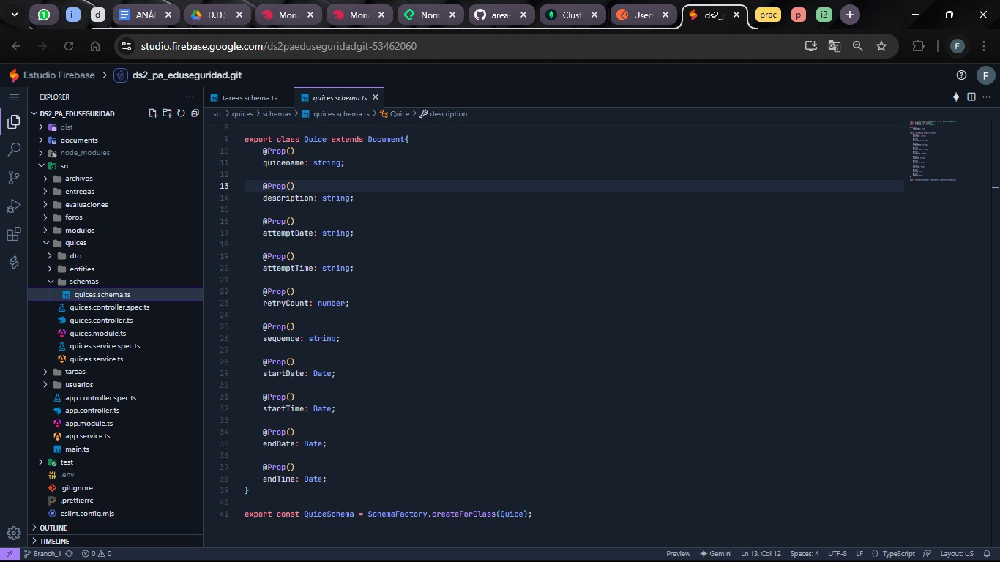 1
i
d
ANÁL
D.D.S
Mong
Mong
Norm
area-
Clust
Users
ds2_p
prac
p
i2
studio.firebase.google.com/ds2paeduseguridadgit-53462060
F
Estudio Firebase
ds2_pa_eduseguridad.git
F
EXPLORER
DS2_PA_EDUSEGURIDAD
dist
documents
node_modules
src
archivos
entregas
evaluaciones
foros
modulos
quices
dto
entities
schemas
quices.schema.ts
quices.controller.spec.ts
quices.controller.ts
quices.module.ts
quices.service.spec.ts
quices.service.ts
tareas
usuarios
app.controller.spec.ts
app.controller.ts
app.module.ts
app.service.ts
main.ts
test
.env
.gitignore
.prettierrc
eslint.config.mjs
OUTLINE
TIMELINE
tareas.schema.ts
quices.schema.ts
src > quices > schemas > quices.schema.ts > Quice > description
8
9 export class Quice extends Document{
10 @Prop()
11 quicename: string;
12
13 @Prop()
14 description: string;
15
16 @Prop()
17 attemptDate: string;
18
19 @Prop()
20 attemptTime: string;
21
22 @Prop()
23 retryCount: number;
24
25 @Prop()
26 sequence: string;
27
28 @Prop()
29 startDate: Date;
30
31 @Prop()
32 startTime: Date;
33
34 @Prop()
35 endDate: Date;
36
37 @Prop()
38 endTime: Date;
39 }
40
41 export const QuiceSchema = SchemaFactory.createForClass(Quice);
Branch_1
0 0
Preview
Gemini
Ln 13, Col 12
Spaces: 4
UTF-8
LF
{} TypeScript
Layout: US